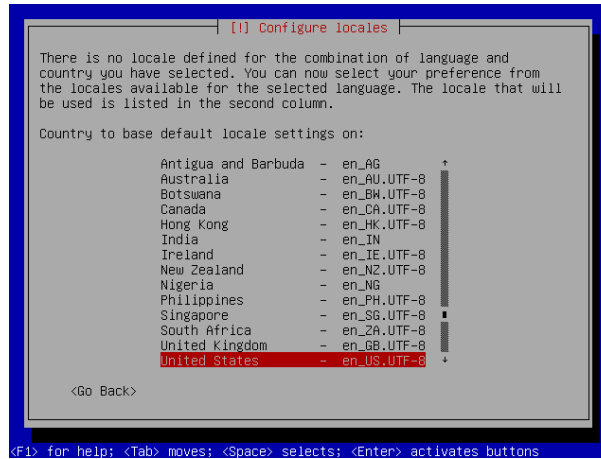 [!] Configure locales
There is no locale defined for the combination of language and
country you have selected. You can now select your preference from
the locales available for the selected language. The locale that will
be used is listed in the second column.
Country to base default locale settings on:
Antigua and Barbuda – en_AG ↑
Australia – en_AU.UTF-8
Botswana – en_BW.UTF-8
Canada – en_CA.UTF-8
Hong Kong – en_HK.UTF-8
India – en_IN
Ireland – en_IE.UTF-8
New Zealand – en_NZ.UTF-8
Nigeria – en_NG
Philippines – en_PH.UTF-8
Singapore – en_SG.UTF-8
South Africa – en_ZA.UTF-8
United Kingdom – en_GB.UTF-8
United States – en_US.UTF-8 ↓
<Go Back>
<F1> for help; <Tab> moves; <Space> selects; <Enter> activates buttons